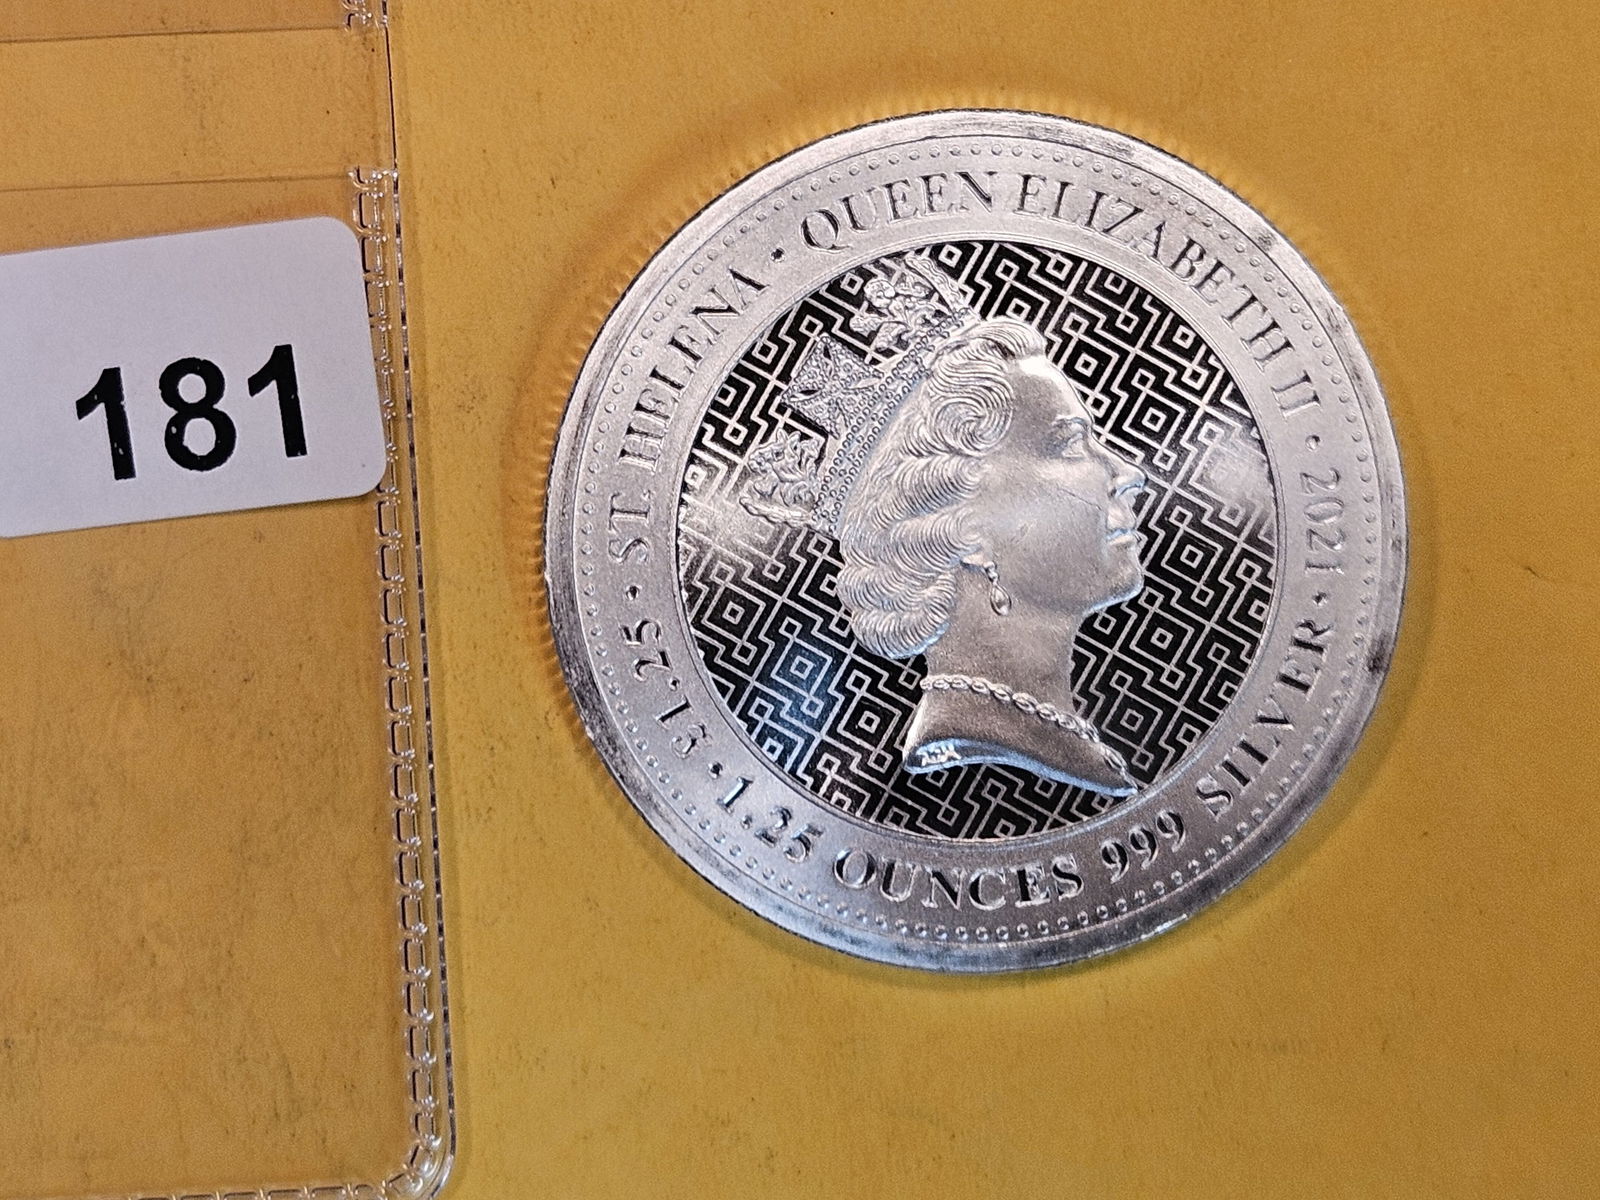 181
ST. HELENA · QUEEN ELIZABETH II · 2021 ·
£1.25 · 1.25 OUNCES 999 SILVER